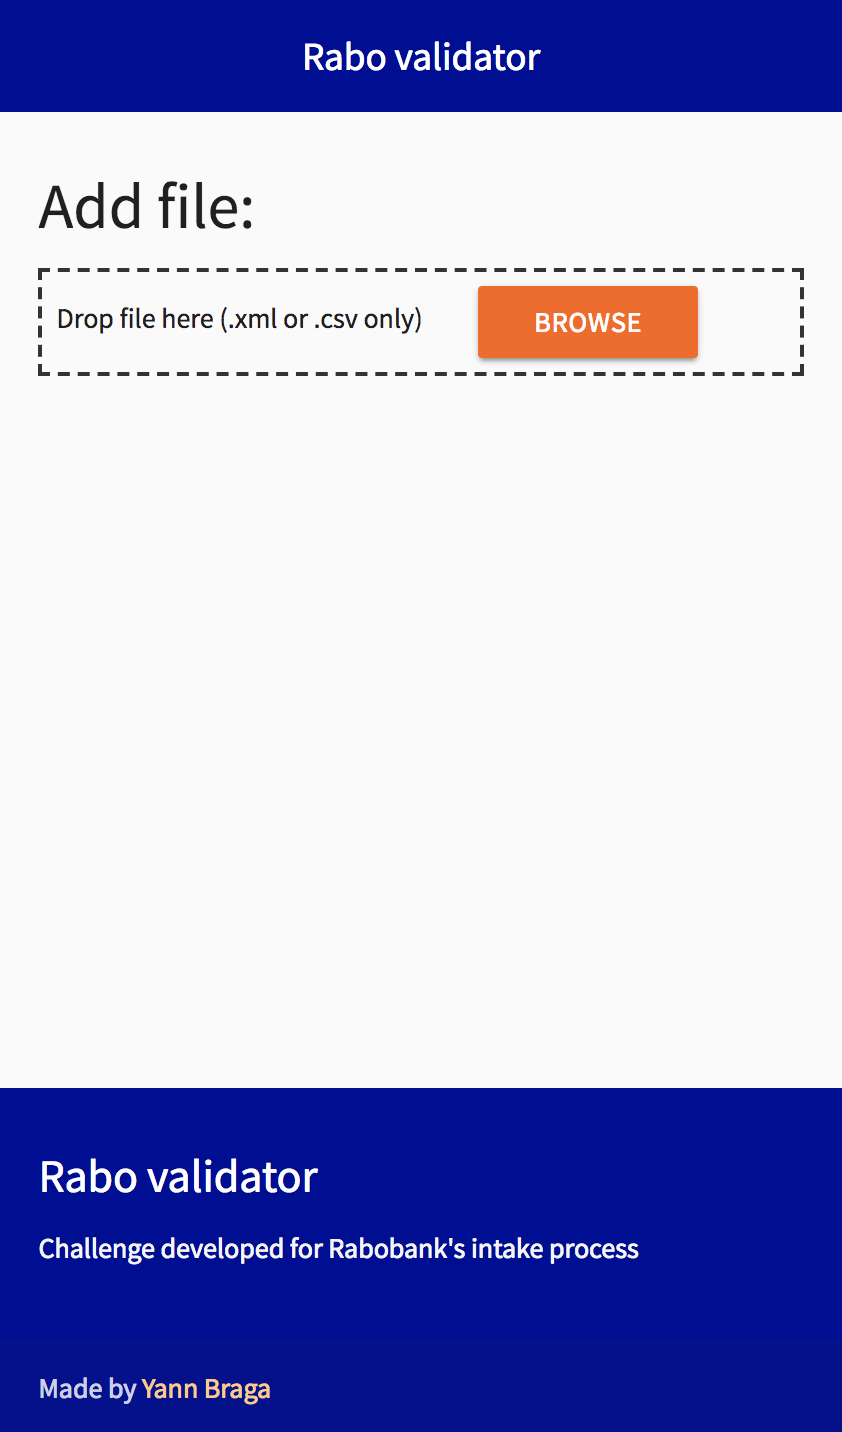 Rabo validator
Add file:
Drop file here (.xml or .csv only)
BROWSE
Rabo validator
Challenge developed for Rabobank's intake process
Made by Yann Braga